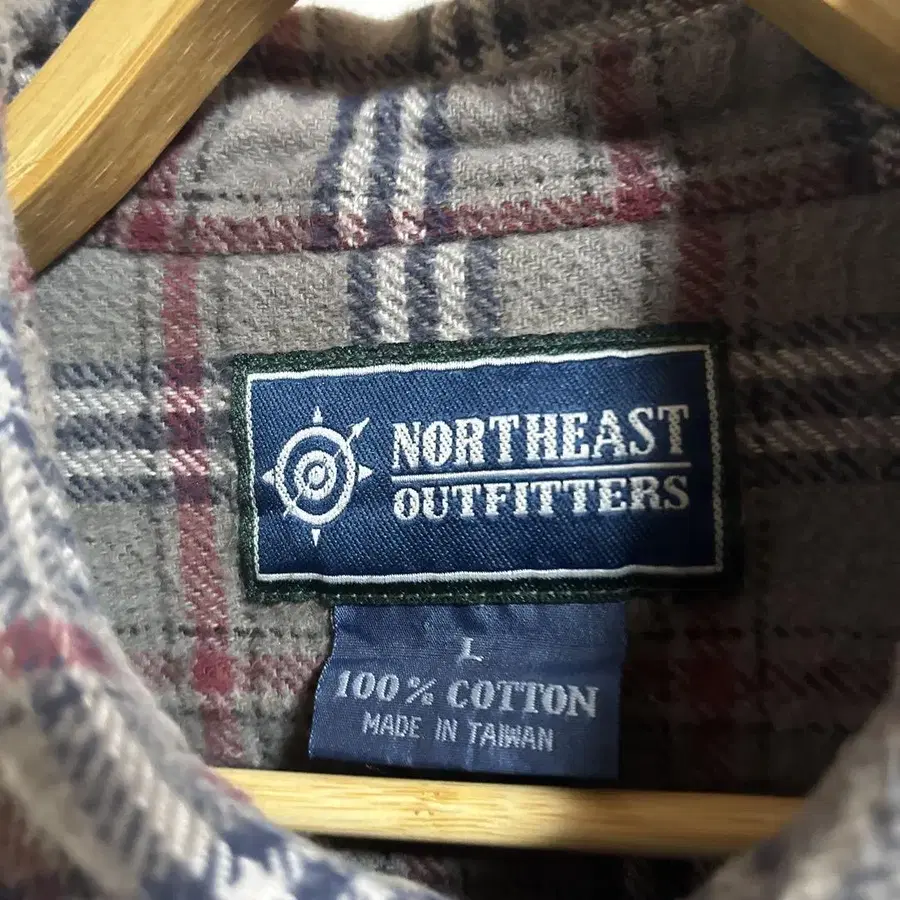 NORTHEAST
OUTFITTERS
L
100% COTTON
MADE IN TAIWAN